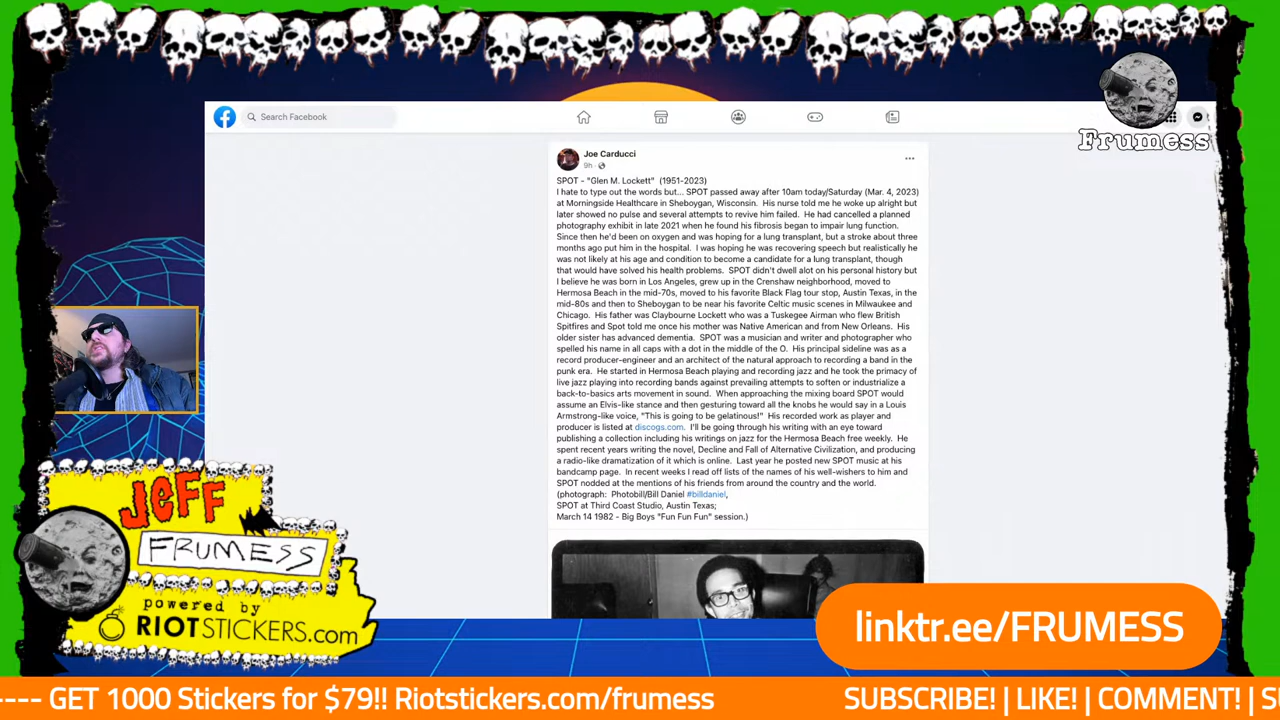 Search Facebook
Frumess
Joe Carducci
9h
SPOT - "Glen M. Lockett" (1951-2023)
I hate to type out the words but... SPOT passed away after 10am today/Saturday (Mar. 4, 2023)
at Morningside Healthcare in Sheboygan, Wisconsin. His nurse told me he woke up alright but
later showed no pulse and several attempts to revive him failed. He had cancelled a planned
photography exhibit in late 2021 when he found his fibrosis began to impair lung function.
Since then he'd been on oxygen and was hoping for a lung transplant, but a stroke about three
months ago put him in the hospital. I was hoping he was recovering speech but realistically he
was not likely at his age and condition to become a candidate for a lung transplant, though
that would have solved his health problems. SPOT didn't dwell alot on his personal history but
I believe he was born in Los Angeles, grew up in the Crenshaw neighborhood, moved to
Hermosa Beach in the mid-70s, moved to his favorite Black Flag tour stop, Austin Texas, in the
mid-80s and then to Sheboygan to be near his favorite Celtic music scenes in Milwaukee and
Chicago. His father was Claybourne Lockett who was a Tuskegee Airman who flew British
Spitfires and Spot told me once his mother was Native American and from New Orleans. His
older sister has advanced dementia. SPOT was a musician and writer and photographer who
spelled his name in all caps with a dot in the middle of the O. His principal sideline was as a
record producer-engineer and an architect of the natural approach to recording a band in the
punk era. He started in Hermosa Beach playing and recording jazz and he took the primacy of
live jazz playing into recording bands against prevailing attempts to soften or industrialize a
back-to-basics arts movement in sound. When approaching the mixing board SPOT would
assume an Elvis-like stance and then gesturing toward all the knobs he would say in a Louis
Armstrong-like voice, "This is going to be gelatinous!" His recorded work as player and
producer is listed at discogs.com. I'll be going through his writing with an eye toward
publishing a collection including his writings on jazz for the Hermosa Beach free weekly. He
spent recent years writing the novel, Decline and Fall of Alternative Civilization, and producing
a radio-like dramatization of it which is online. Last year he posted new SPOT music at his
bandcamp page. In recent weeks I read off lists of the names of his well-wishers to him and
SPOT nodded at the mentions of his friends from around the country and the world.
(photograph: Photobill/Bill Daniel #billdaniel,
SPOT at Third Coast Studio, Austin Texas;
March 14 1982 - Big Boys "Fun Fun Fun" session.)
JEFF
FRUMESS
powered by
RIOTSTICKERS.com
linktr.ee/FRUMESS
---- GET 1000 Stickers for $79!! Riotstickers.com/frumess
SUBSCRIBE! | LIKE! | COMMENT! |